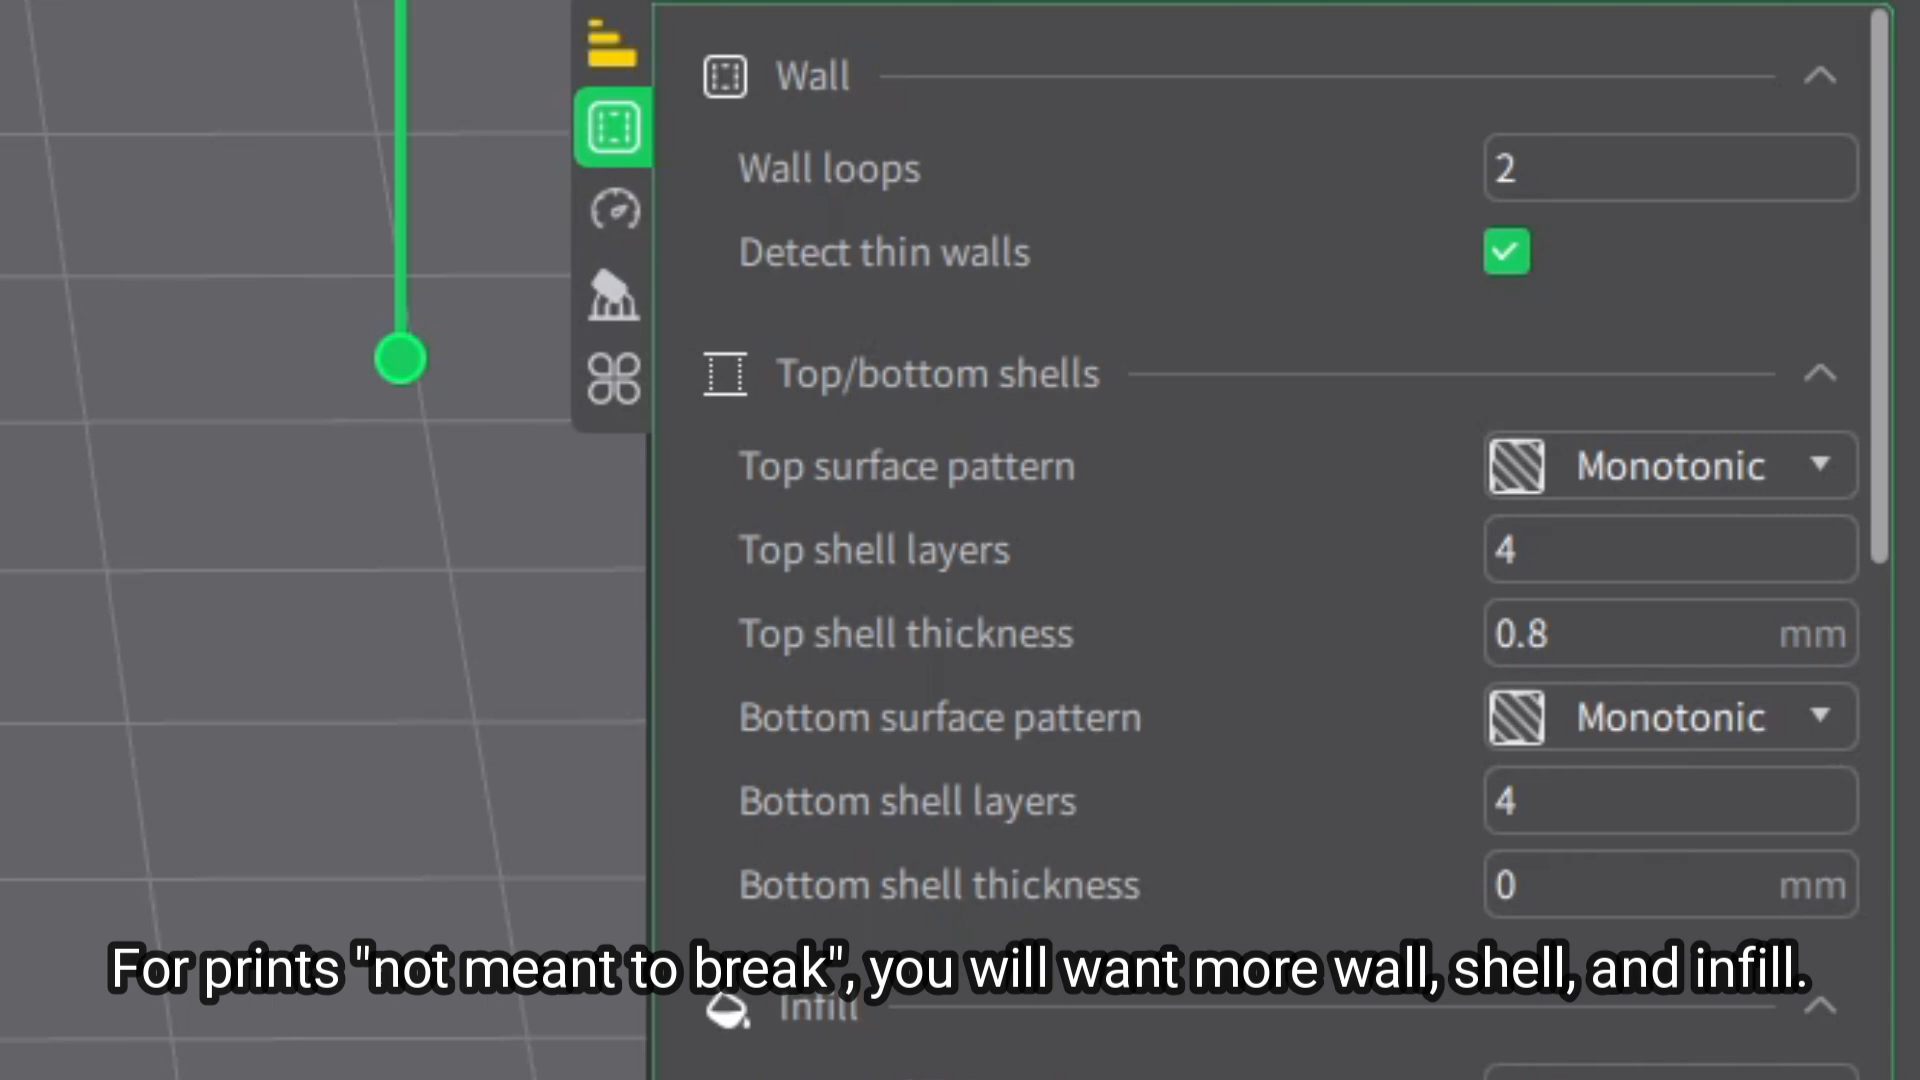 Wall
Wall loops 2
Detect thin walls
Top/bottom shells
Top surface pattern Monotonic
Top shell layers 4
Top shell thickness 0.8 mm
Bottom surface pattern Monotonic
Bottom shell layers 4
Bottom shell thickness 0 mm
For prints "not meant to break", you will want more wall, shell, and infill.
Infill